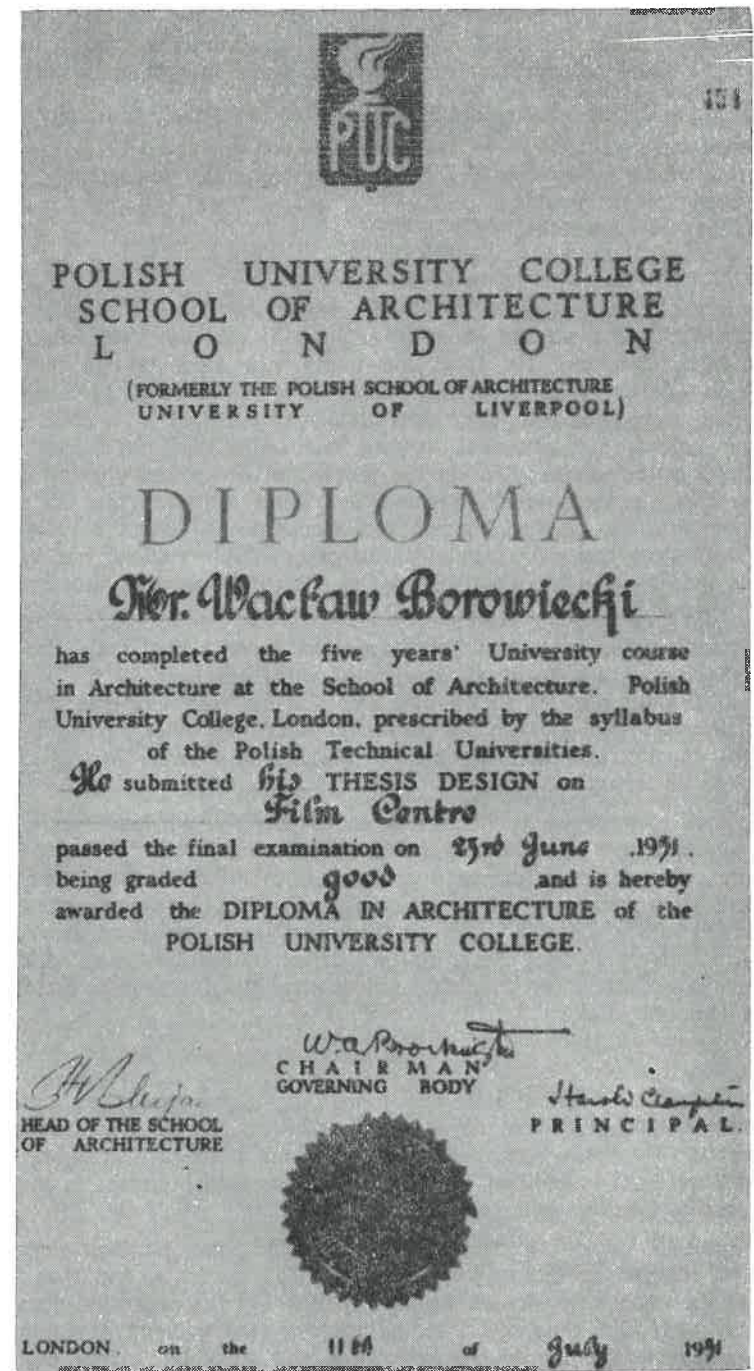 PUC
POLISH UNIVERSITY COLLEGE
SCHOOL OF ARCHITECTURE
LONDON
(FORMERLY THE POLISH SCHOOL OF ARCHITECTURE
UNIVERSITY OF LIVERPOOL)
DIPLOMA
Mr. Wacław Borowiecki
has completed the five years' University course
in Architecture at the School of Architecture, Polish
University College, London, prescribed by the syllabus
of the Polish Technical Universities.
He submitted his THESIS DESIGN on
Film Centre
passed the final examination on 23rd June 1951.
being graded good and is hereby
awarded the DIPLOMA IN ARCHITECTURE of the
POLISH UNIVERSITY COLLEGE.
CHAIRMAN
GOVERNING BODY
HEAD OF THE SCHOOL
OF ARCHITECTURE
PRINCIPAL.
LONDON, on the 11th of July 1951